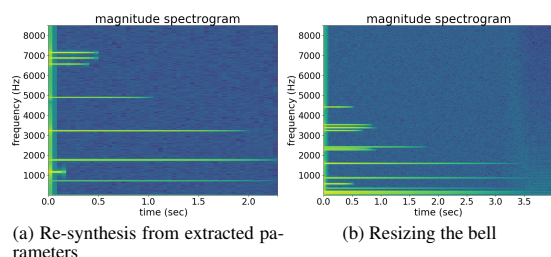 magnitude spectrogram
8000
7000
6000
5000
4000
3000
2000
1000
frequency (Hz)
0.0 0.5 1.0 1.5 2.0
time (sec)
(a) Re-synthesis from extracted pa-
rameters
magnitude spectrogram
8000
7000
6000
5000
4000
3000
2000
1000
frequency (Hz)
0.0 0.5 1.0 1.5 2.0 2.5 3.0 3.5
time (sec)
(b) Resizing the bell